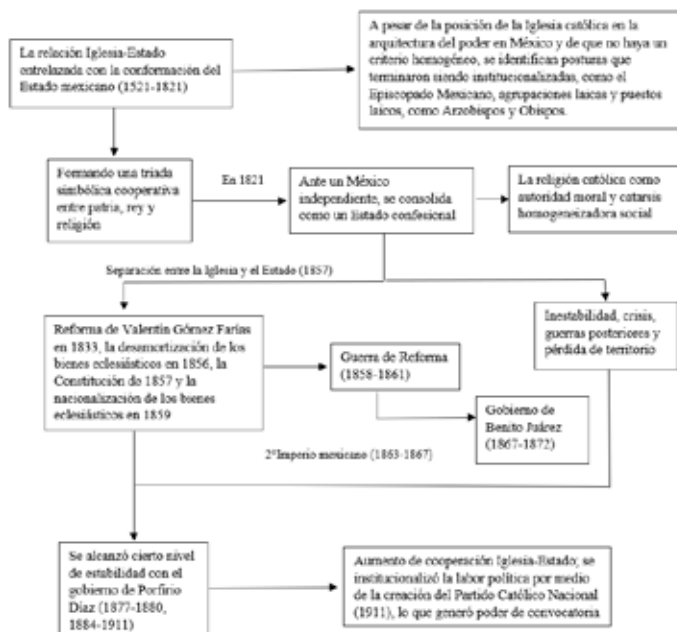 La relación Iglesia-Estado
entrelazada con la conformación del
Estado mexicano (1521-1821)
A pesar de la posición de la Iglesia católica en la
arquitectura del poder en México y de que no haya un
criterio homogéneo, se identifican posturas que
terminaron siendo institucionalizadas, como el
Episcopado Mexicano, agrupaciones laicas y puestos
laicos, como Arzobispos y Obispos.
Formando una triada
simbólica cooperativa
entre patria, rey y
religión
En 1821
Ante un México
independiente, se consolida
como un Estado confesional
La religión católica como
autoridad moral y catarsis
homogeneizadora social
Separación entre la Iglesia y el Estado (1857)
Reforma de Valentín Gómez Farías
en 1833, la desamortización de los
bienes eclesiásticos en 1856, la
Constitución de 1857 y la
nacionalización de los bienes
eclesiásticos en 1859
Guerra de Reforma
(1858-1861)
Inestabilidad, crisis,
guerras posteriores y
pérdida de territorio
Gobierno de
Benito Juárez
(1867-1872)
2°Imperio mexicano (1863-1867)
Se alcanzó cierto nivel
de estabilidad con el
gobierno de Porfirio
Díaz (1877-1880,
1884-1911)
Aumento de cooperación Iglesia-Estado; se
institucionalizó la labor política por medio
de la creación del Partido Católico Nacional
(1911), lo que generó poder de convocatoria